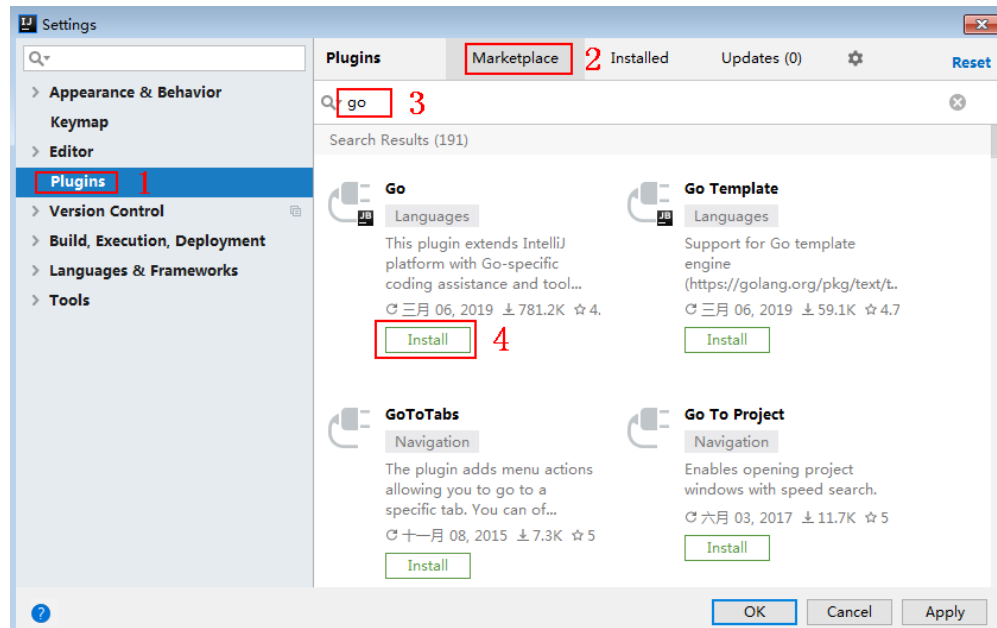 Settings
Appearance & Behavior
Keymap
Editor
Plugins 1
Version Control
Build, Execution, Deployment
Languages & Frameworks
Tools
Plugins
Marketplace 2
Installed
Updates (0)
Reset
go 3
Search Results (191)
Go
Languages
This plugin extends IntelliJ
platform with Go-specific
coding assistance and tool...
三月 06, 2019 781.2K 4.
Install 4
Go Template
Languages
Support for Go template
engine
(https://golang.org/pkg/text/t..
三月 06, 2019 59.1K 4.7
Install
GoToTabs
Navigation
The plugin adds menu actions
allowing you to go to a
specific tab. You can of...
十一月 08, 2015 7.3K 5
Install
Go To Project
Navigation
Enables opening project
windows with speed search.
六月 03, 2017 11.7K 5
Install
?
OK
Cancel
Apply